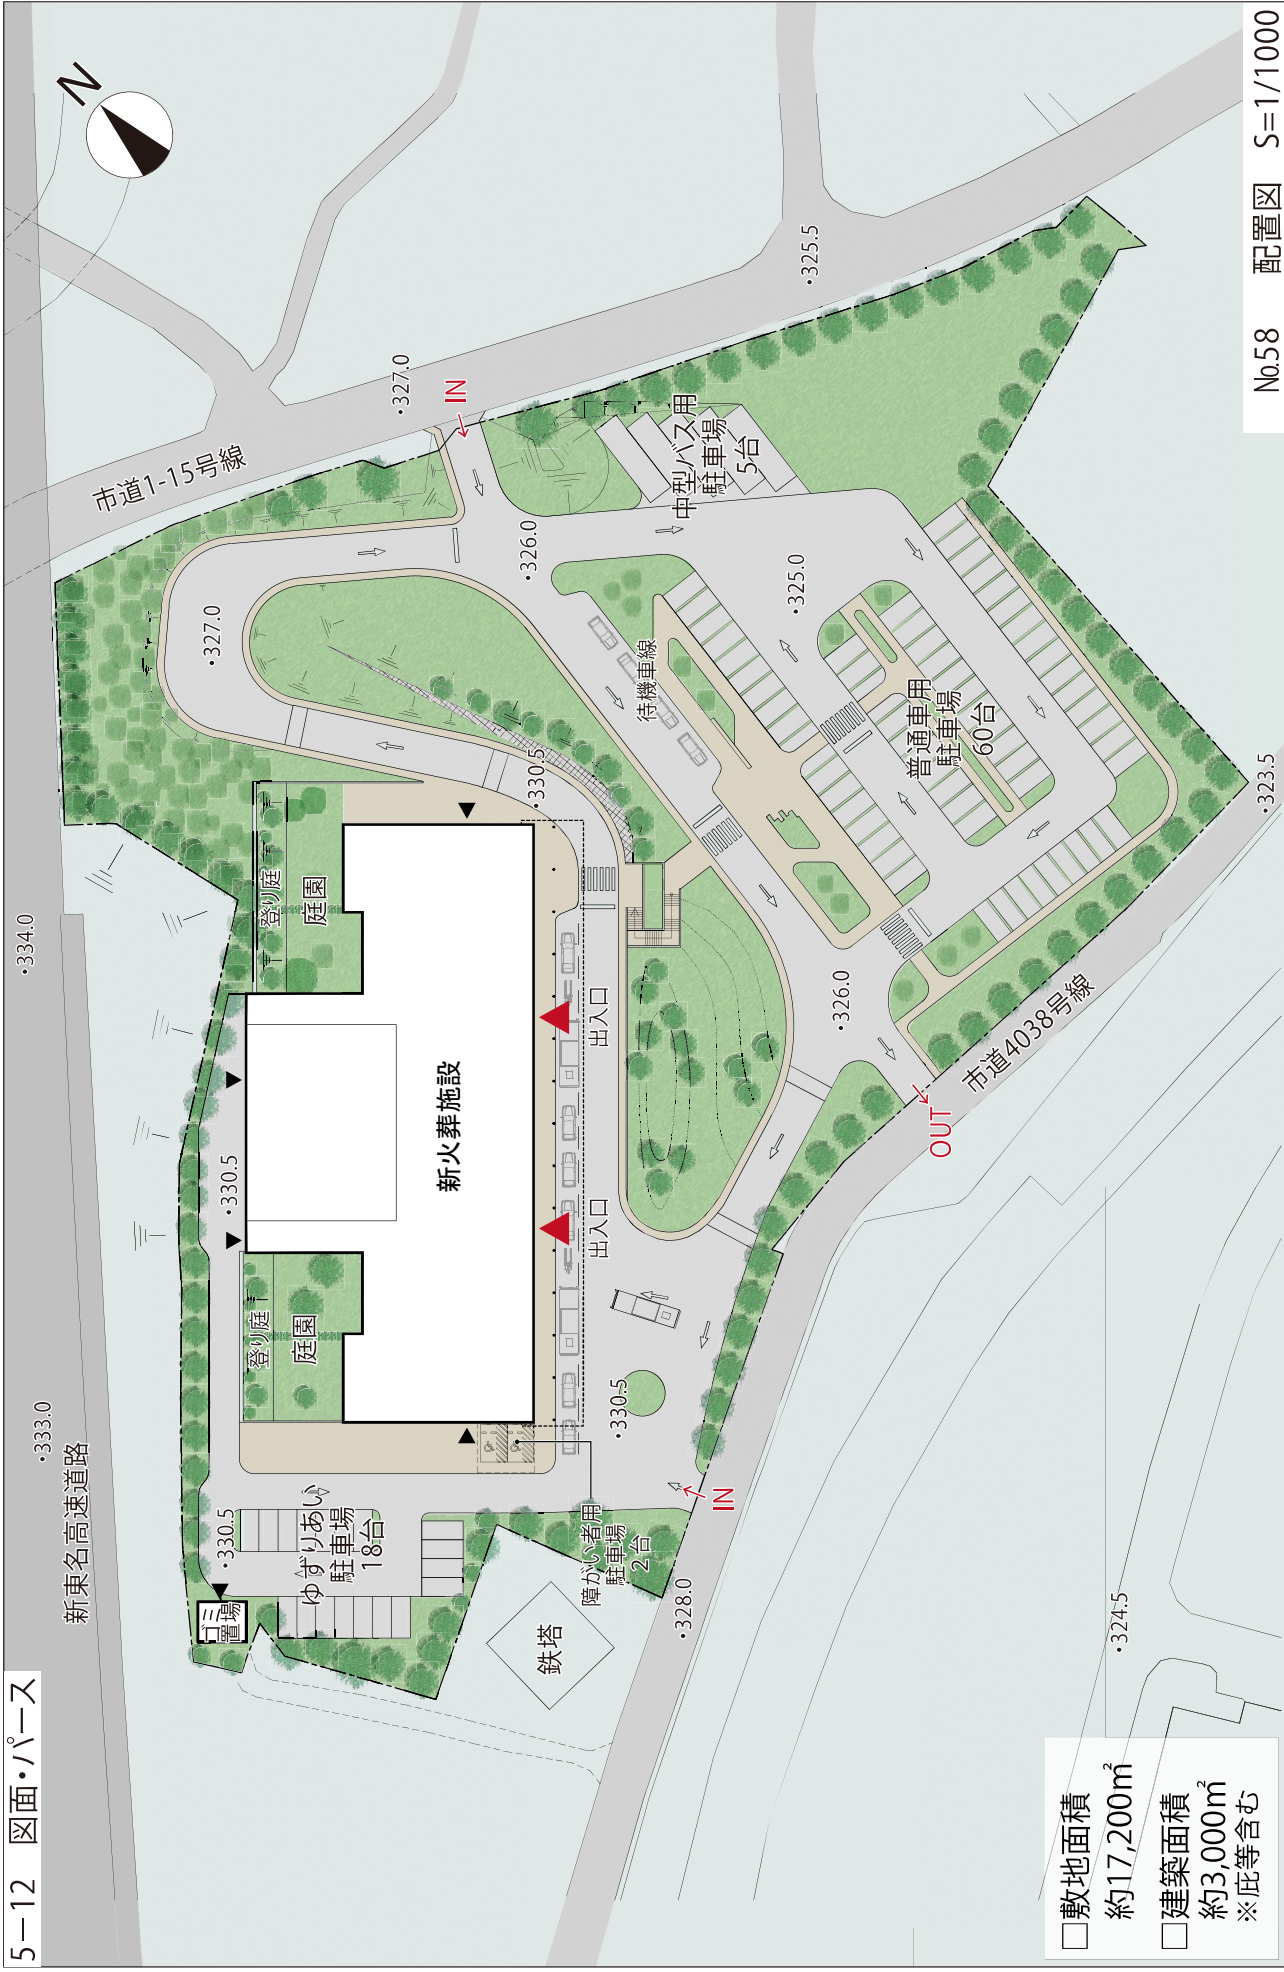 5－12　図面・パース
新東名高速道路
・333.0
・334.0
市道1-15号線
・327.0
IN
・325.5
N
・327.0
・326.0
中型バス用
駐車場
5台
待機車線
・325.0
普通車用
駐車場
60台
・330.5
登り庭
庭園
新火葬施設
・330.5
登り庭
庭園
出入口
出入口
・326.0
OUT
市道4038号線
・323.5
・330.5
ゴミ
置場
・330.5
ゆずりあい
駐車場
18台
障がい者用
駐車場
2台
IN
鉄塔
・328.0
・324.5
□敷地面積
約17,200㎡
□建築面積
約3,000㎡
※庇等含む
No.58　配置図　S=1/1000